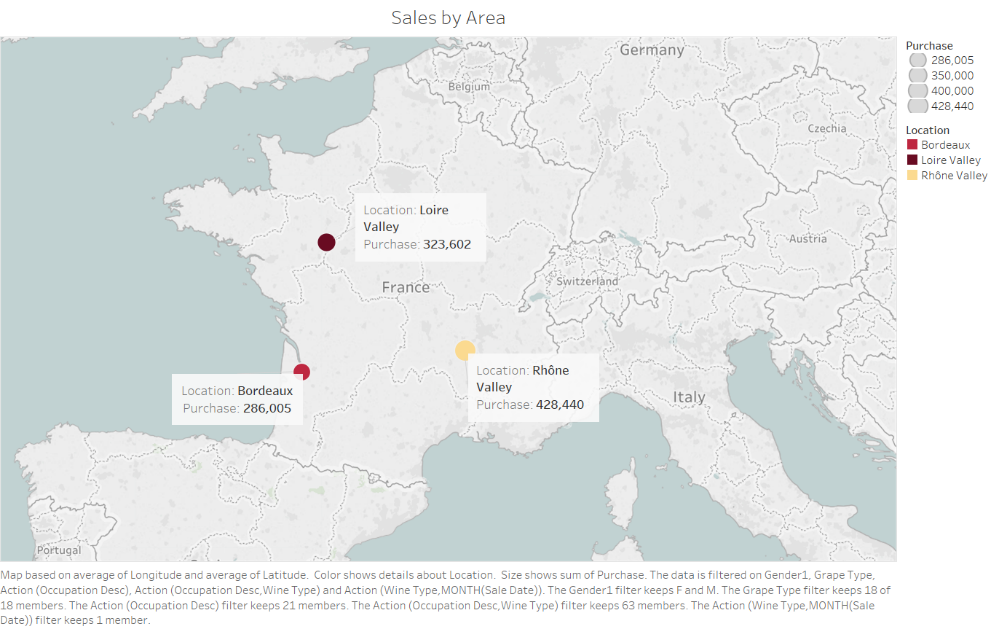 Sales by Area
Germany
Belgium
Czechia
Austria
Switzerland
France
Italy
Portugal
Location: Loire
Valley
Purchase: 323,602
Location: Rhône
Valley
Purchase: 428,440
Location: Bordeaux
Purchase: 286,005
Purchase
286,005
350,000
400,000
428,440
Location
Bordeaux
Loire Valley
Rhône Valley
Map based on average of Longitude and average of Latitude. Color shows details about Location. Size shows sum of Purchase. The data is filtered on Gender1, Grape Type,
Action (Occupation Desc), Action (Occupation Desc,Wine Type) and Action (Wine Type,MONTH(Sale Date)). The Gender1 filter keeps F and M. The Grape Type filter keeps 18 of
18 members. The Action (Occupation Desc) filter keeps 21 members. The Action (Occupation Desc,Wine Type) filter keeps 63 members. The Action (Wine Type,MONTH(Sale
Date)) filter keeps 1 member.